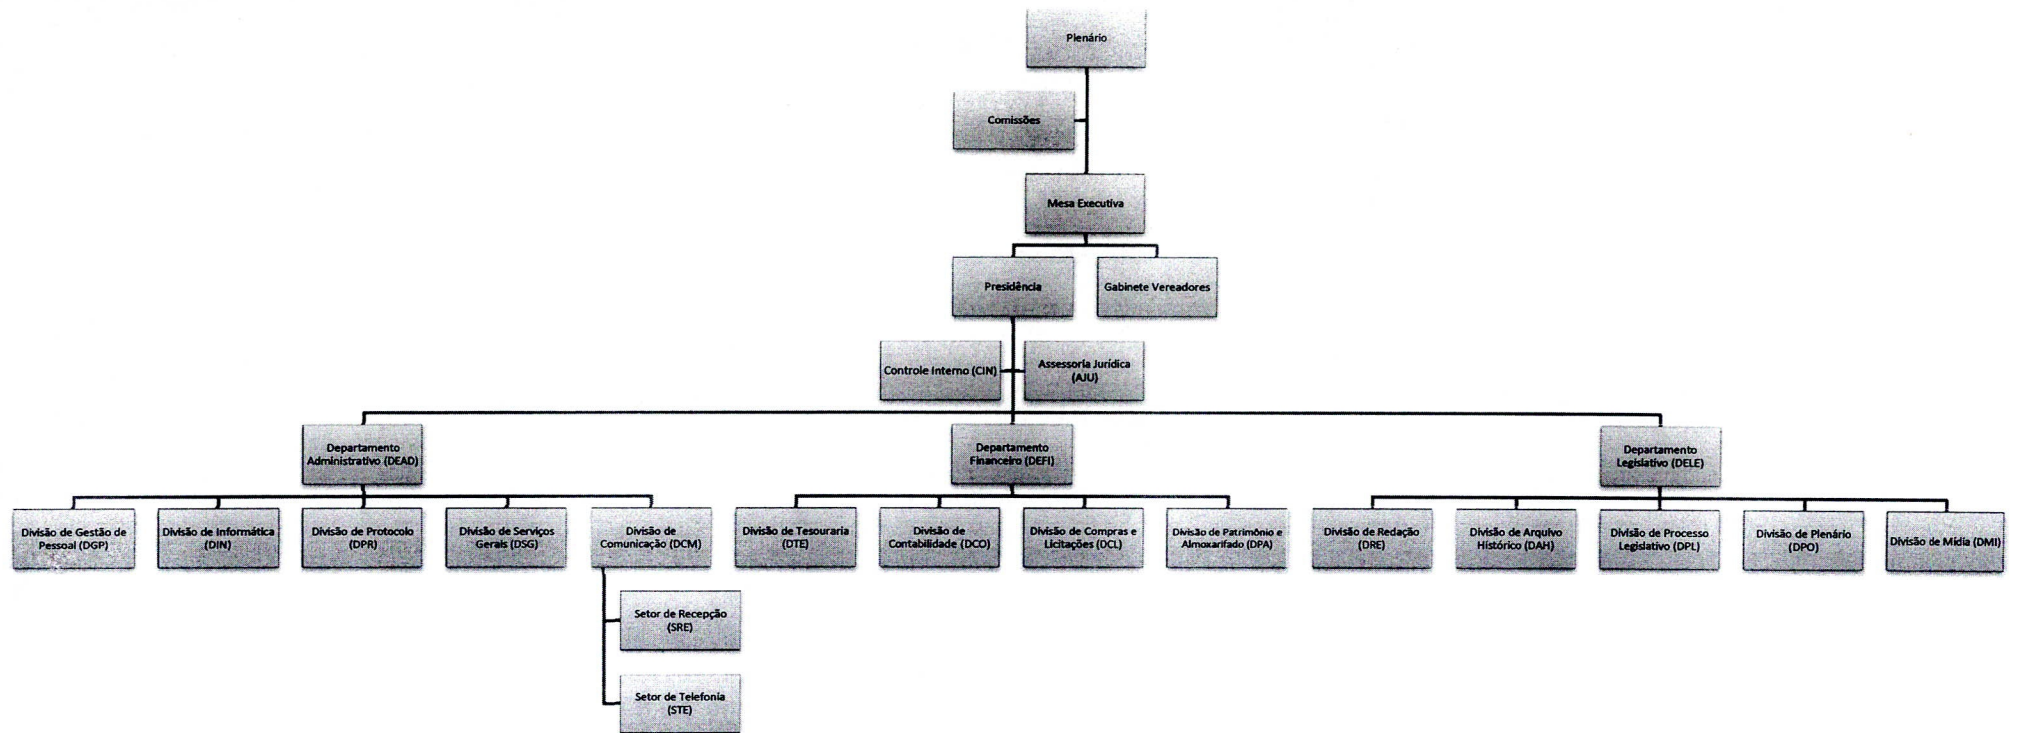 Plenário
Comissões
Mesa Executiva
Presidência
Gabinete Vereadores
Controle Interno (CIN)
Assessoria Jurídica
(AJU)
Departamento
Administrativo (DEAD)
Departamento
Financeiro (DEFI)
Departamento
Legislativo (DELE)
Divisão de Gestão de
Pessoal (DGP)
Divisão de Informática
(DIN)
Divisão de Protocolo
(DPR)
Divisão de Serviços
Gerais (DSG)
Divisão de
Comunicação (DCM)
Divisão de Tesouraria
(DTE)
Divisão de
Contabilidade (DCO)
Divisão de Compras e
Licitações (DCL)
Divisão de Patrimônio e
Almoxarifado (DPA)
Divisão de Redação
(DRE)
Divisão de Arquivo
Histórico (DAH)
Divisão de Processo
Legislativo (DPL)
Divisão de Plenário
(DPO)
Divisão de Mídia (DMI)
Setor de Recepção
(SRE)
Setor de Telefonia
(STE)